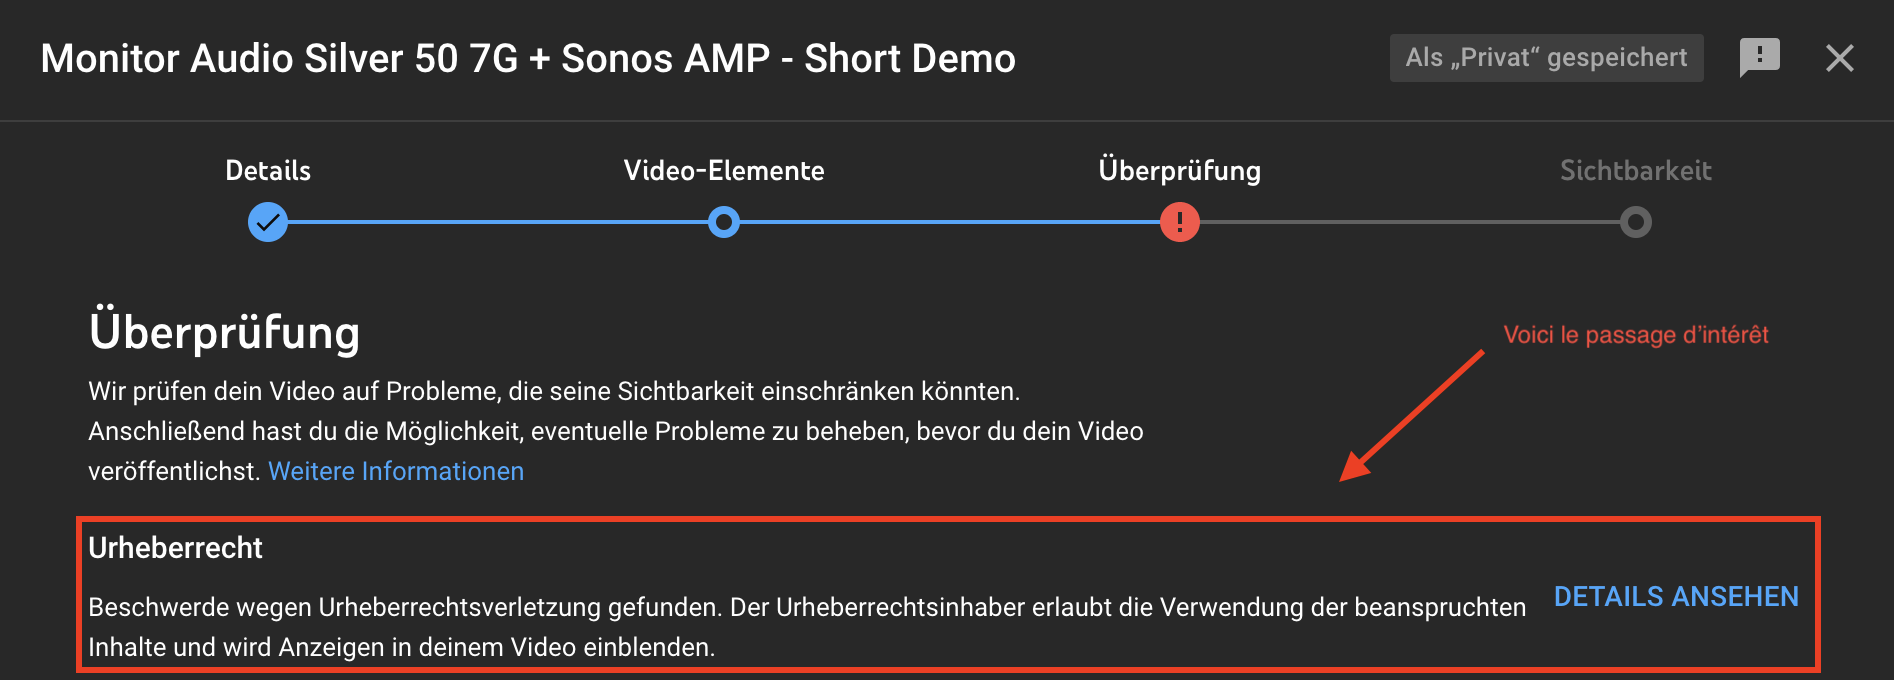 Monitor Audio Silver 50 7G + Sonos AMP - Short Demo
Als „Privat“ gespeichert
Details
Video-Elemente
Überprüfung
Sichtbarkeit
Überprüfung
Voici le passage d'intérêt
Wir prüfen dein Video auf Probleme, die seine Sichtbarkeit einschränken könnten.
Anschließend hast du die Möglichkeit, eventuelle Probleme zu beheben, bevor du dein Video
veröffentlichst. Weitere Informationen
Urheberrecht
Beschwerde wegen Urheberrechtsverletzung gefunden. Der Urheberrechtsinhaber erlaubt die Verwendung der beanspruchten
Inhalte und wird Anzeigen in deinem Video einblenden.
DETAILS ANSEHEN